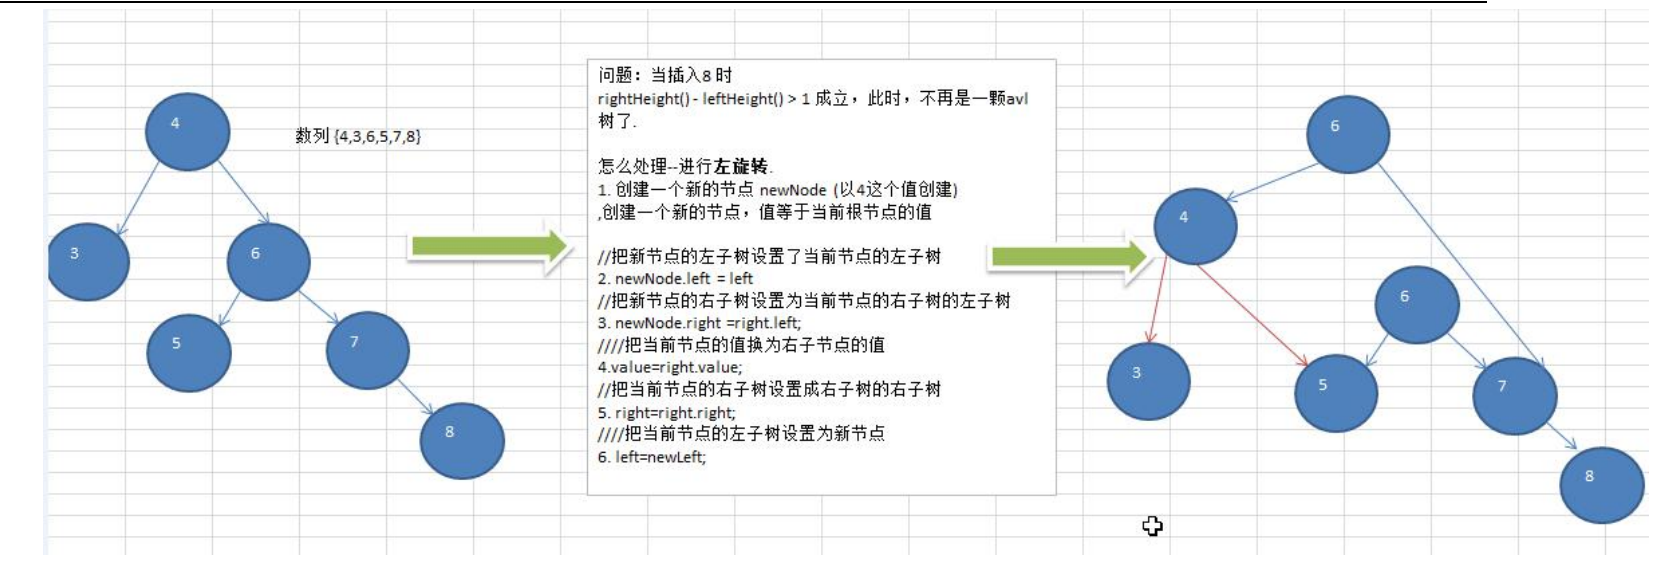 4
数列 {4,3,6,5,7,8}
3
6
5
7
8
问题：当插入8 时
rightHeight() - leftHeight() > 1 成立，此时，不再是一颗avl
树了.
怎么处理--进行左旋转.
1. 创建一个新的节点 newNode (以4这个值创建)
,创建一个新的节点，值等于当前根节点的值
//把新节点的左子树设置了当前节点的左子树
2. newNode.left = left
//把新节点的右子树设置为当前节点的右子树的左子树
3. newNode.right =right.left;
////把当前节点的值换为右子节点的值
4.value=right.value;
//把当前节点的右子树设置成右子树的右子树
5. right=right.right;
////把当前节点的左子树设置为新节点
6. left=newLeft;
6
4
6
3
5
7
8